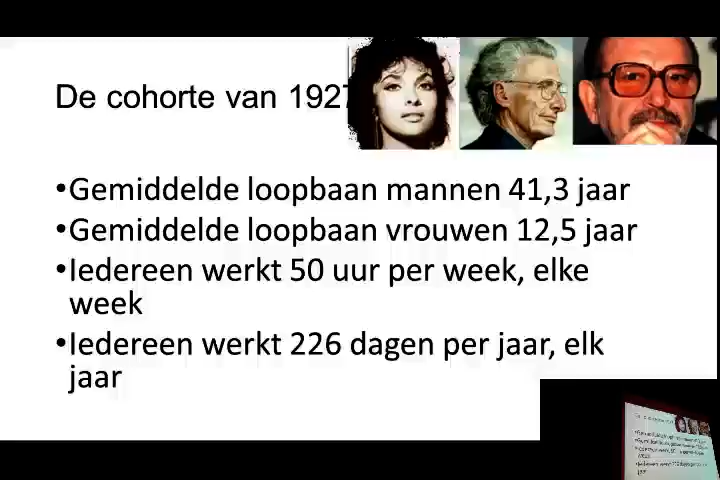 De cohorte van 1927
•Gemiddelde loopbaan mannen 41,3 jaar
•Gemiddelde loopbaan vrouwen 12,5 jaar
•Iedereen werkt 50 uur per week, elke
week
•Iedereen werkt 226 dagen per jaar, elk
jaar